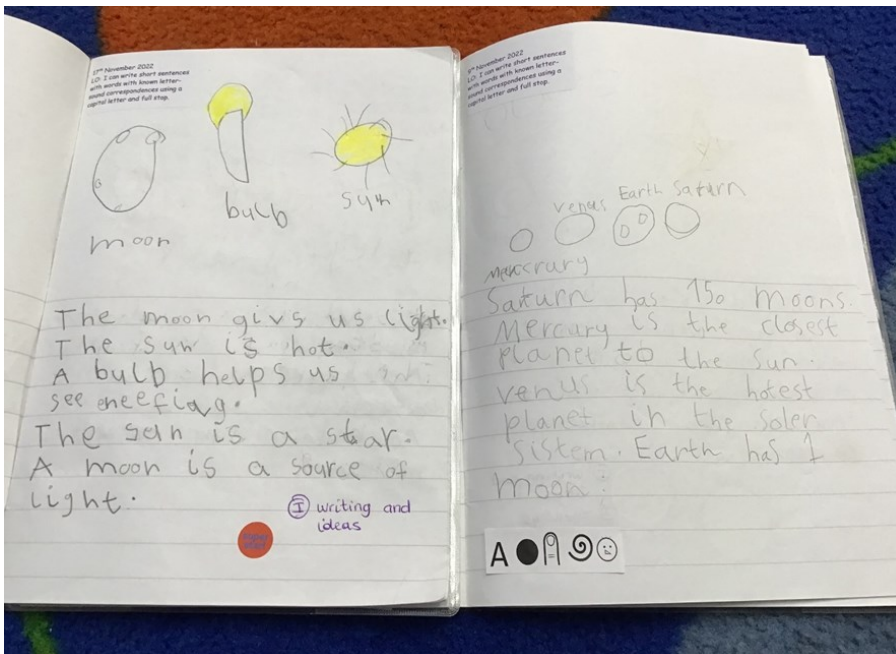 17th November 2022
LO: I can write short sentences
with words with known letter-
sound correspondences using a
capital letter and full stop.
moon
bulb
sun
The moon givs us light.
The sun is hot.
A bulb helps us
see eneefing.
The sun is a star.
A moon is a source of
light.
I writing and
ideas
November 2022
LO: I can write short sentences
with words with known letter-
sound correspondences using a
capital letter and full stop.
Venus Earth Saturn
Mercrury
Saturn has 150 moons.
Mercury is the closest
planet to the sun.
Venus is the hotest
planet in the soler
sistem. Earth has 1
moon.
A